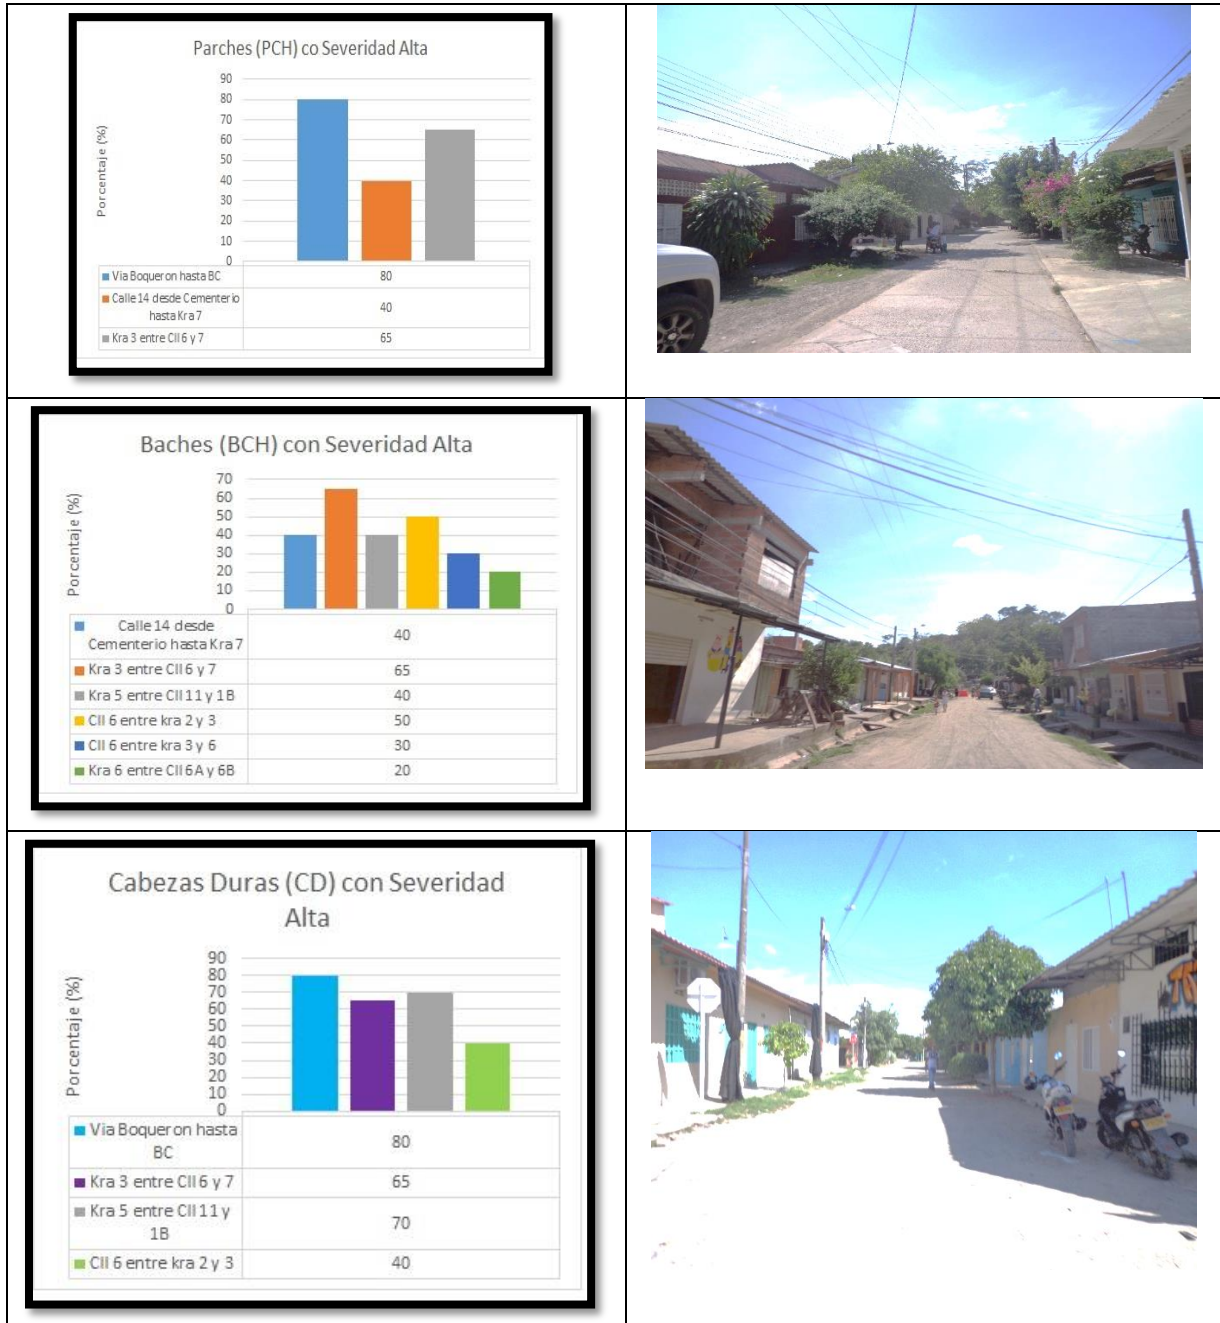 Parches (PCH) co Severidad Alta
Porcentaje (%)
90
80
70
60
50
40
30
20
10
0
Via Boqueron hasta BC
80
Calle 14 desde Cementerio
hasta Kra 7
40
Kra 3 entre Cll 6 y 7
65
Baches (BCH) con Severidad Alta
Porcentaje (%)
70
60
50
40
30
20
10
0
Calle 14 desde
Cementerio hasta Kra 7
40
Kra 3 entre Cll 6 y 7
65
Kra 5 entre Cll 11 y 1B
40
Cll 6 entre kra 2 y 3
50
Cll 6 entre kra 3 y 6
30
Kra 6 entre Cll 6A y 6B
20
Cabezas Duras (CD) con Severidad
Alta
Porcentaje (%)
90
80
70
60
50
40
30
20
10
0
Via Boqueron hasta
BC
80
Kra 3 entre Cll 6 y 7
65
Kra 5 entre Cll 11 y
1B
70
Cll 6 entre kra 2 y 3
40